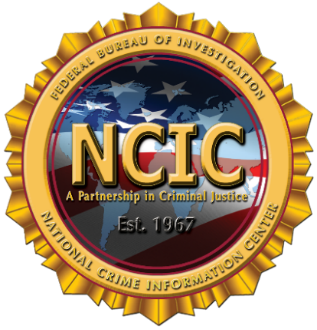 FEDERAL BUREAU OF INVESTIGATION
NCIC
A Partnership in Criminal Justice
Est. 1967
NATIONAL CRIME INFORMATION CENTER